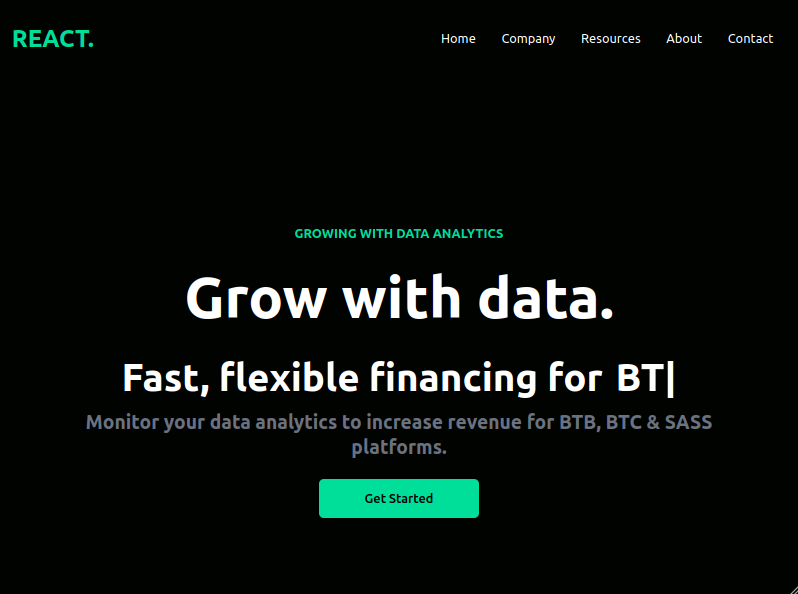 REACT.
Home Company Resources About Contact
GROWING WITH DATA ANALYTICS
Grow with data.
Fast, flexible financing for BT|
Monitor your data analytics to increase revenue for BTB, BTC & SASS
platforms.
Get Started